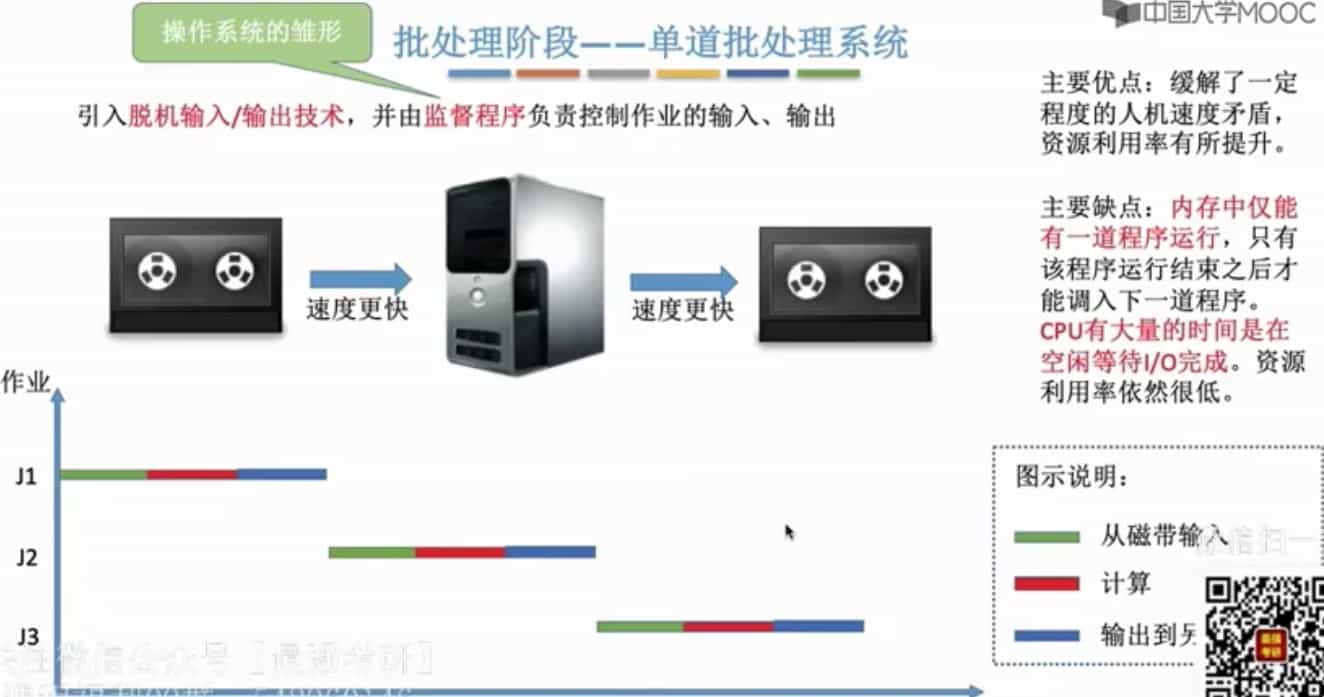 操作系统的雏形
批处理阶段——单道批处理系统
中国大学MOOC
引入脱机输入/输出技术，并由监督程序负责控制作业的输入、输出
主要优点：缓解了一定
程度的人机速度矛盾，
资源利用率有所提升。
主要缺点：内存中仅能
有一道程序运行，只有
该程序运行结束之后才
能调入下一道程序。
CPU有大量的时间是在
空闲等待I/O完成。资源
利用率依然很低。
速度更快
速度更快
作业
J1
J2
J3
图示说明：
从磁带输入
计算
输出到另
微信扫一
关注微信公众号